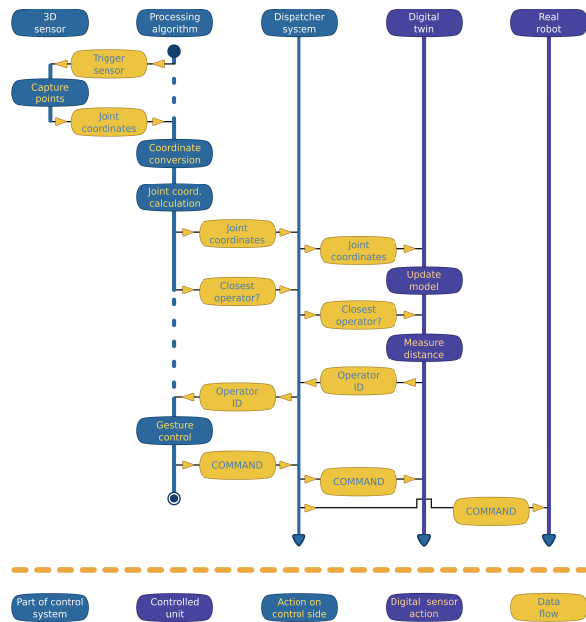 3D
sensor
Processing
algorithm
Dispatcher
system
Digital
twin
Real
robot
Trigger
sensor
Capture
points
Joint
coordinates
Coordinate
conversion
Joint coord.
calculation
Joint
coordinates
Joint
coordinates
Update
model
Closest
operator?
Closest
operator?
Measure
distance
Operator
ID
Operator
ID
Gesture
control
COMMAND
COMMAND
COMMAND
Part of control
system
Controlled
unit
Action on
control side
Digital sensor
action
Data
flow